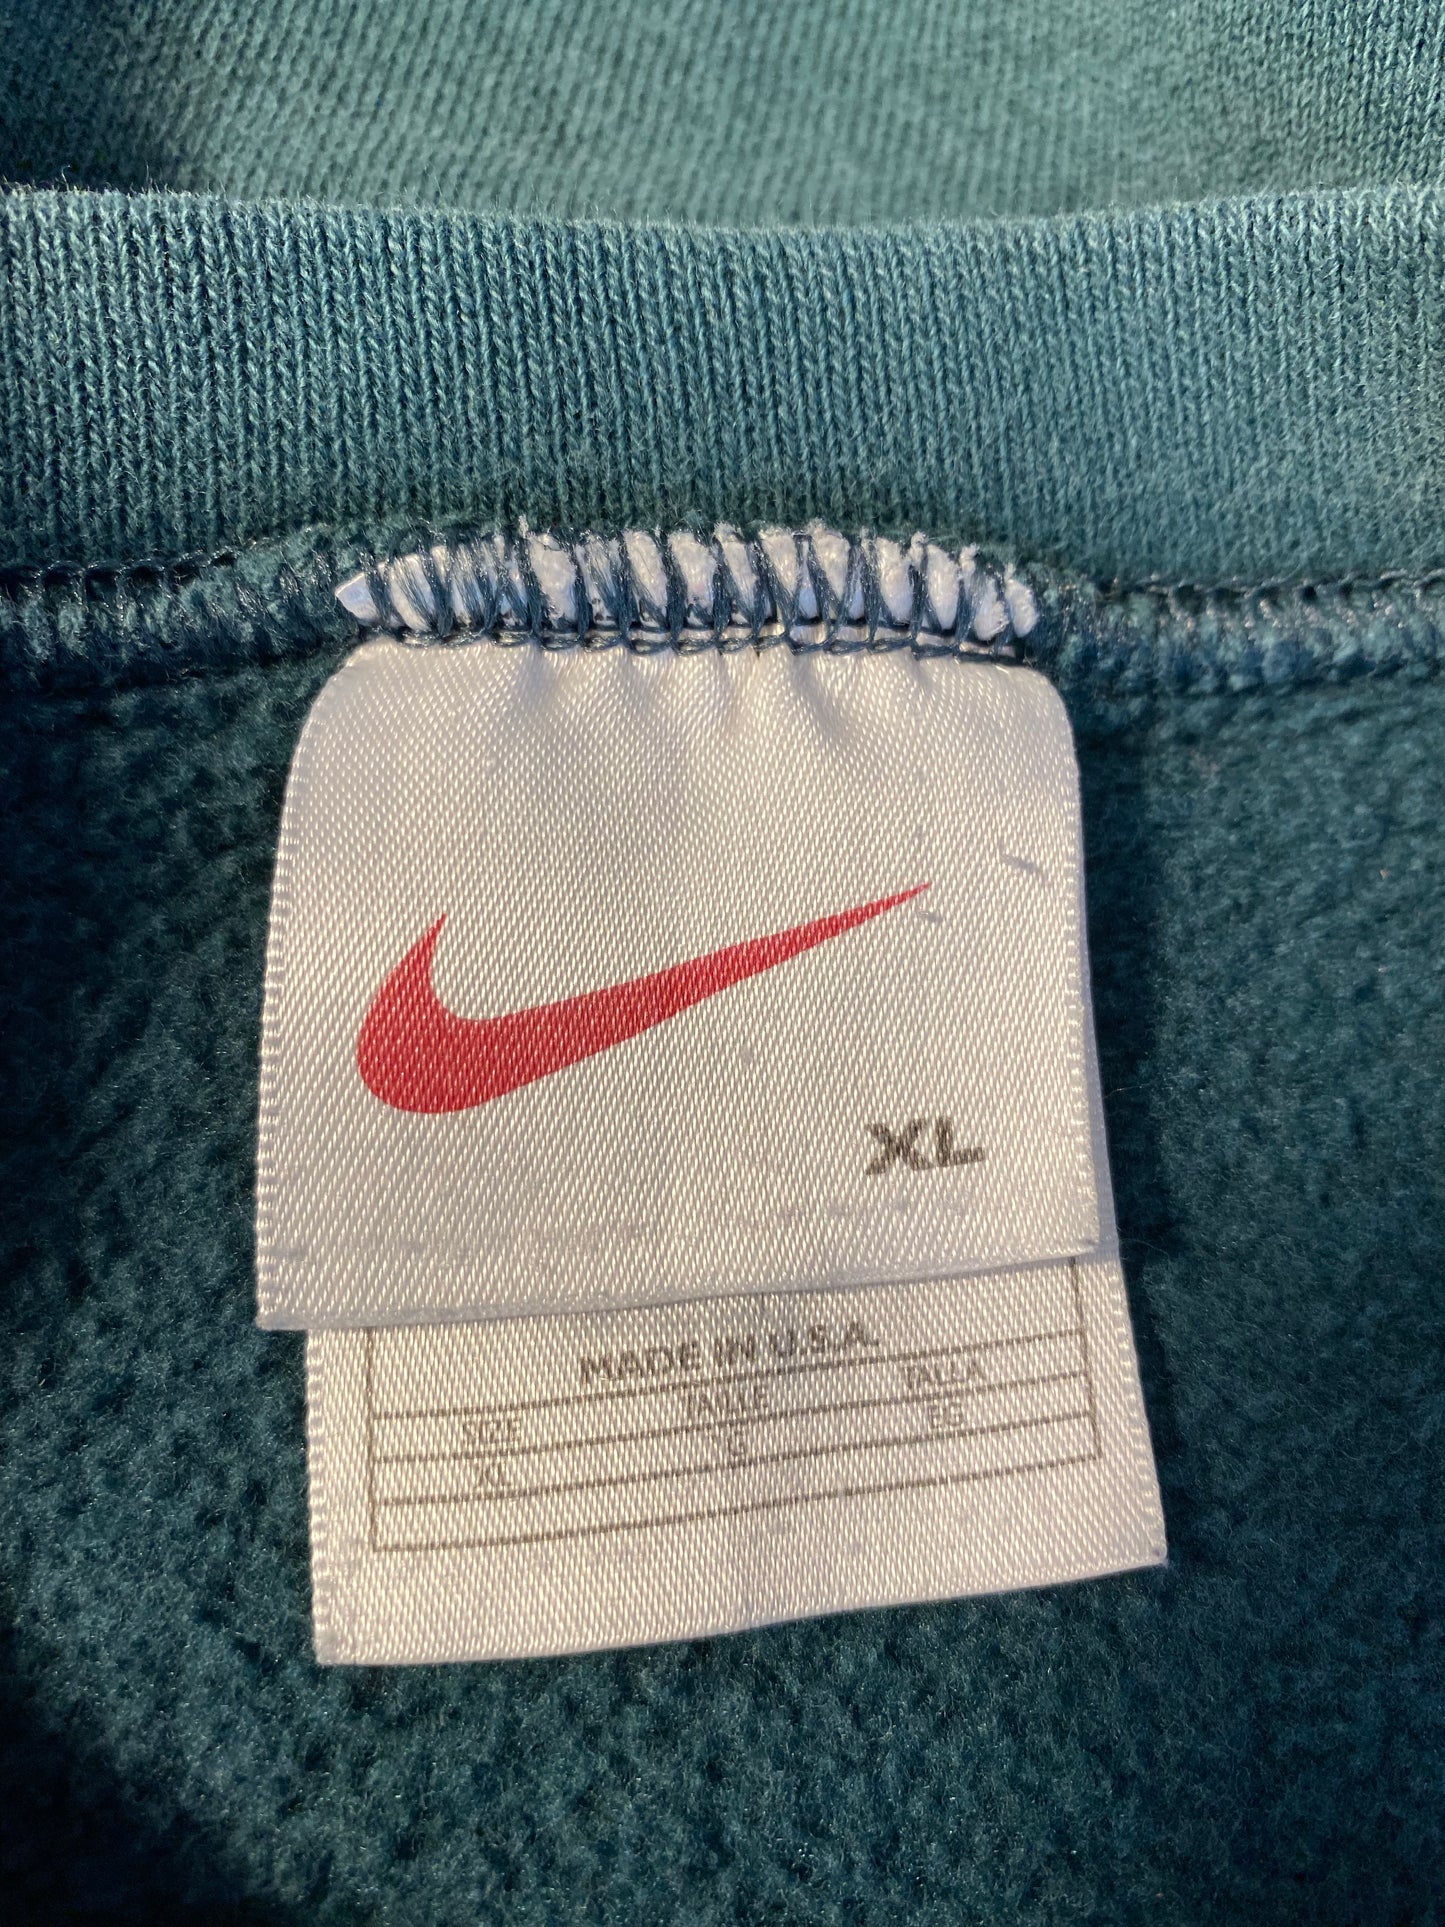 XL
MADE IN U.S.A.
SIZE TAILLE TALLA
XL EG